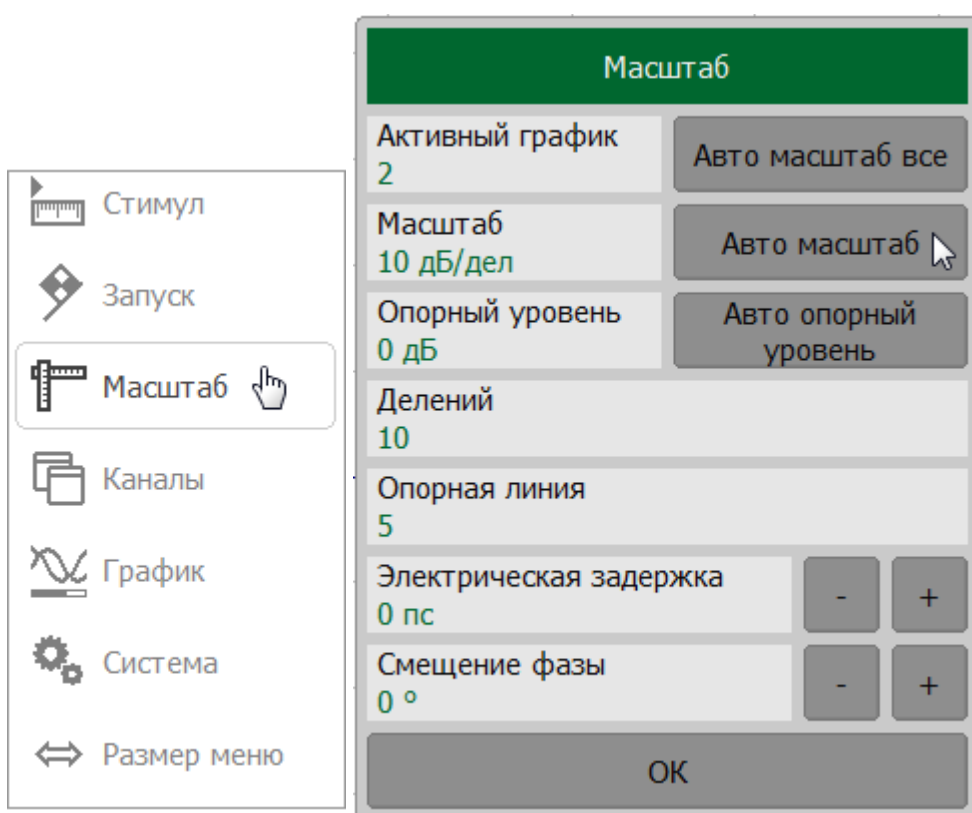 Стимул
Запуск
Масштаб
Каналы
График
Система
Размер меню
Масштаб
Активный график
2
Авто масштаб все
Масштаб
10 дБ/дел
Авто масштаб
Опорный уровень
0 дБ
Авто опорный
уровень
Делений
10
Опорная линия
5
Электрическая задержка
0 пс
-
+
Смещение фазы
0 °
-
+
ОК